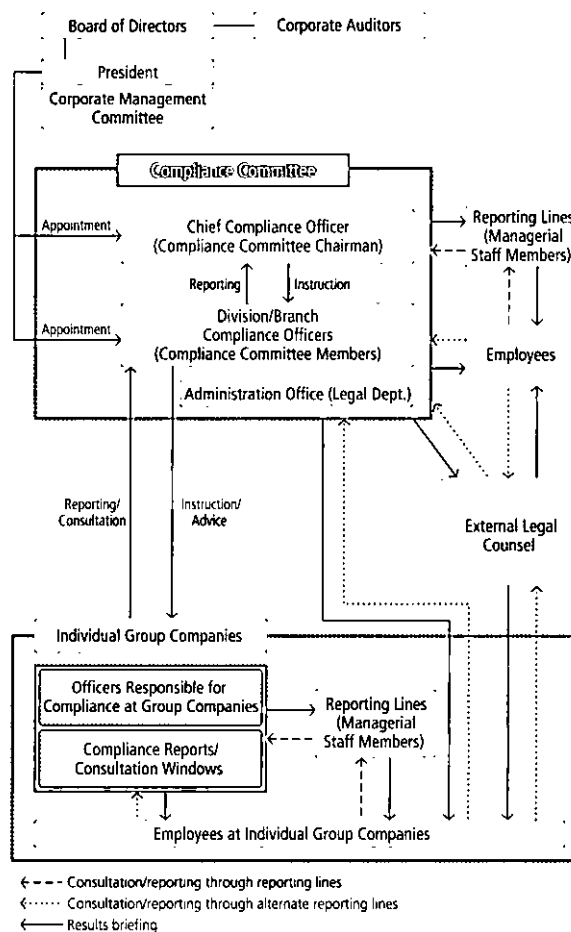 Board of Directors
Corporate Auditors
President
Corporate Management
Committee
Compliance Committee
Appointment
Chief Compliance Officer
(Compliance Committee Chairman)
Reporting Lines
(Managerial
Staff Members)
Reporting
Instruction
Appointment
Division/Branch
Compliance Officers
(Compliance Committee Members)
Employees
Administration Office (Legal Dept.)
Reporting/
Consultation
Instruction/
Advice
External Legal
Counsel
Individual Group Companies
Officers Responsible for
Compliance at Group Companies
Reporting Lines
(Managerial
Staff Members)
Compliance Reports/
Consultation Windows
Employees at Individual Group Companies
Consultation/reporting through reporting lines
Consultation/reporting through alternate reporting lines
Results briefing